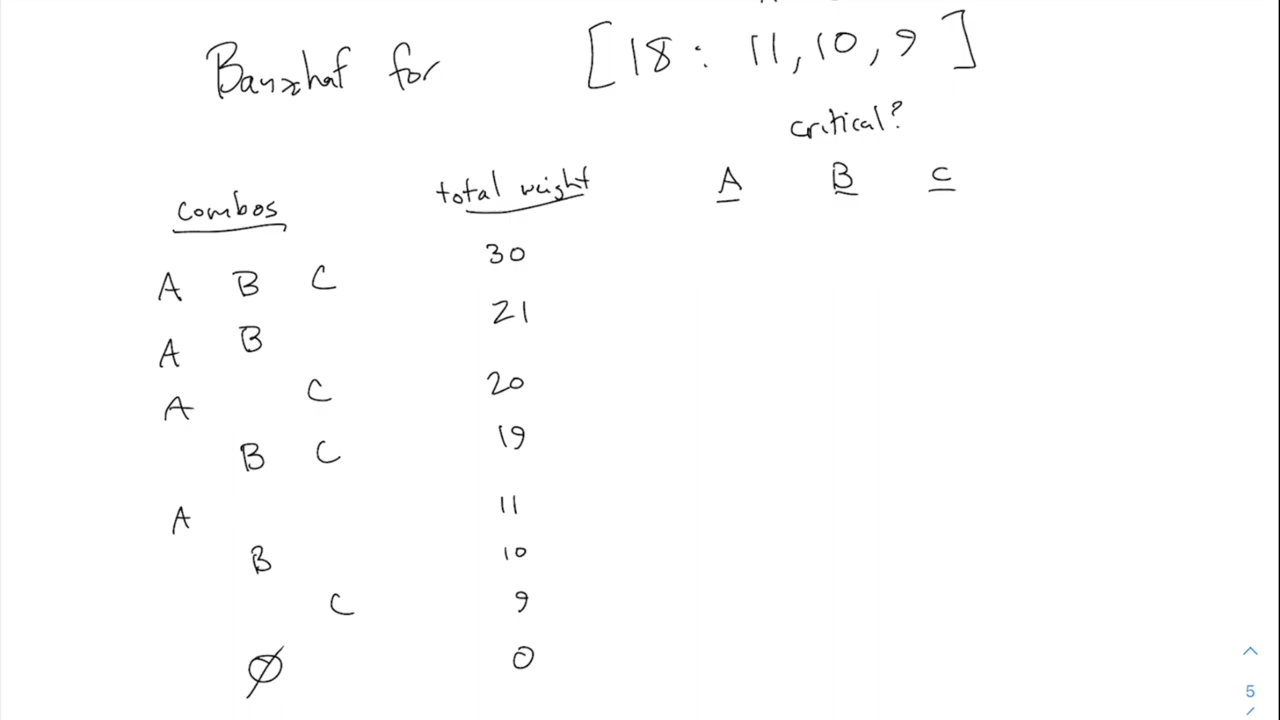 Banzhaf for [18: 11, 10, 9]
critical?
combos total weight A B C
A B C 30
A B 21
A C 20
B C 19
A 11
B 10
C 9
∅ 0
5